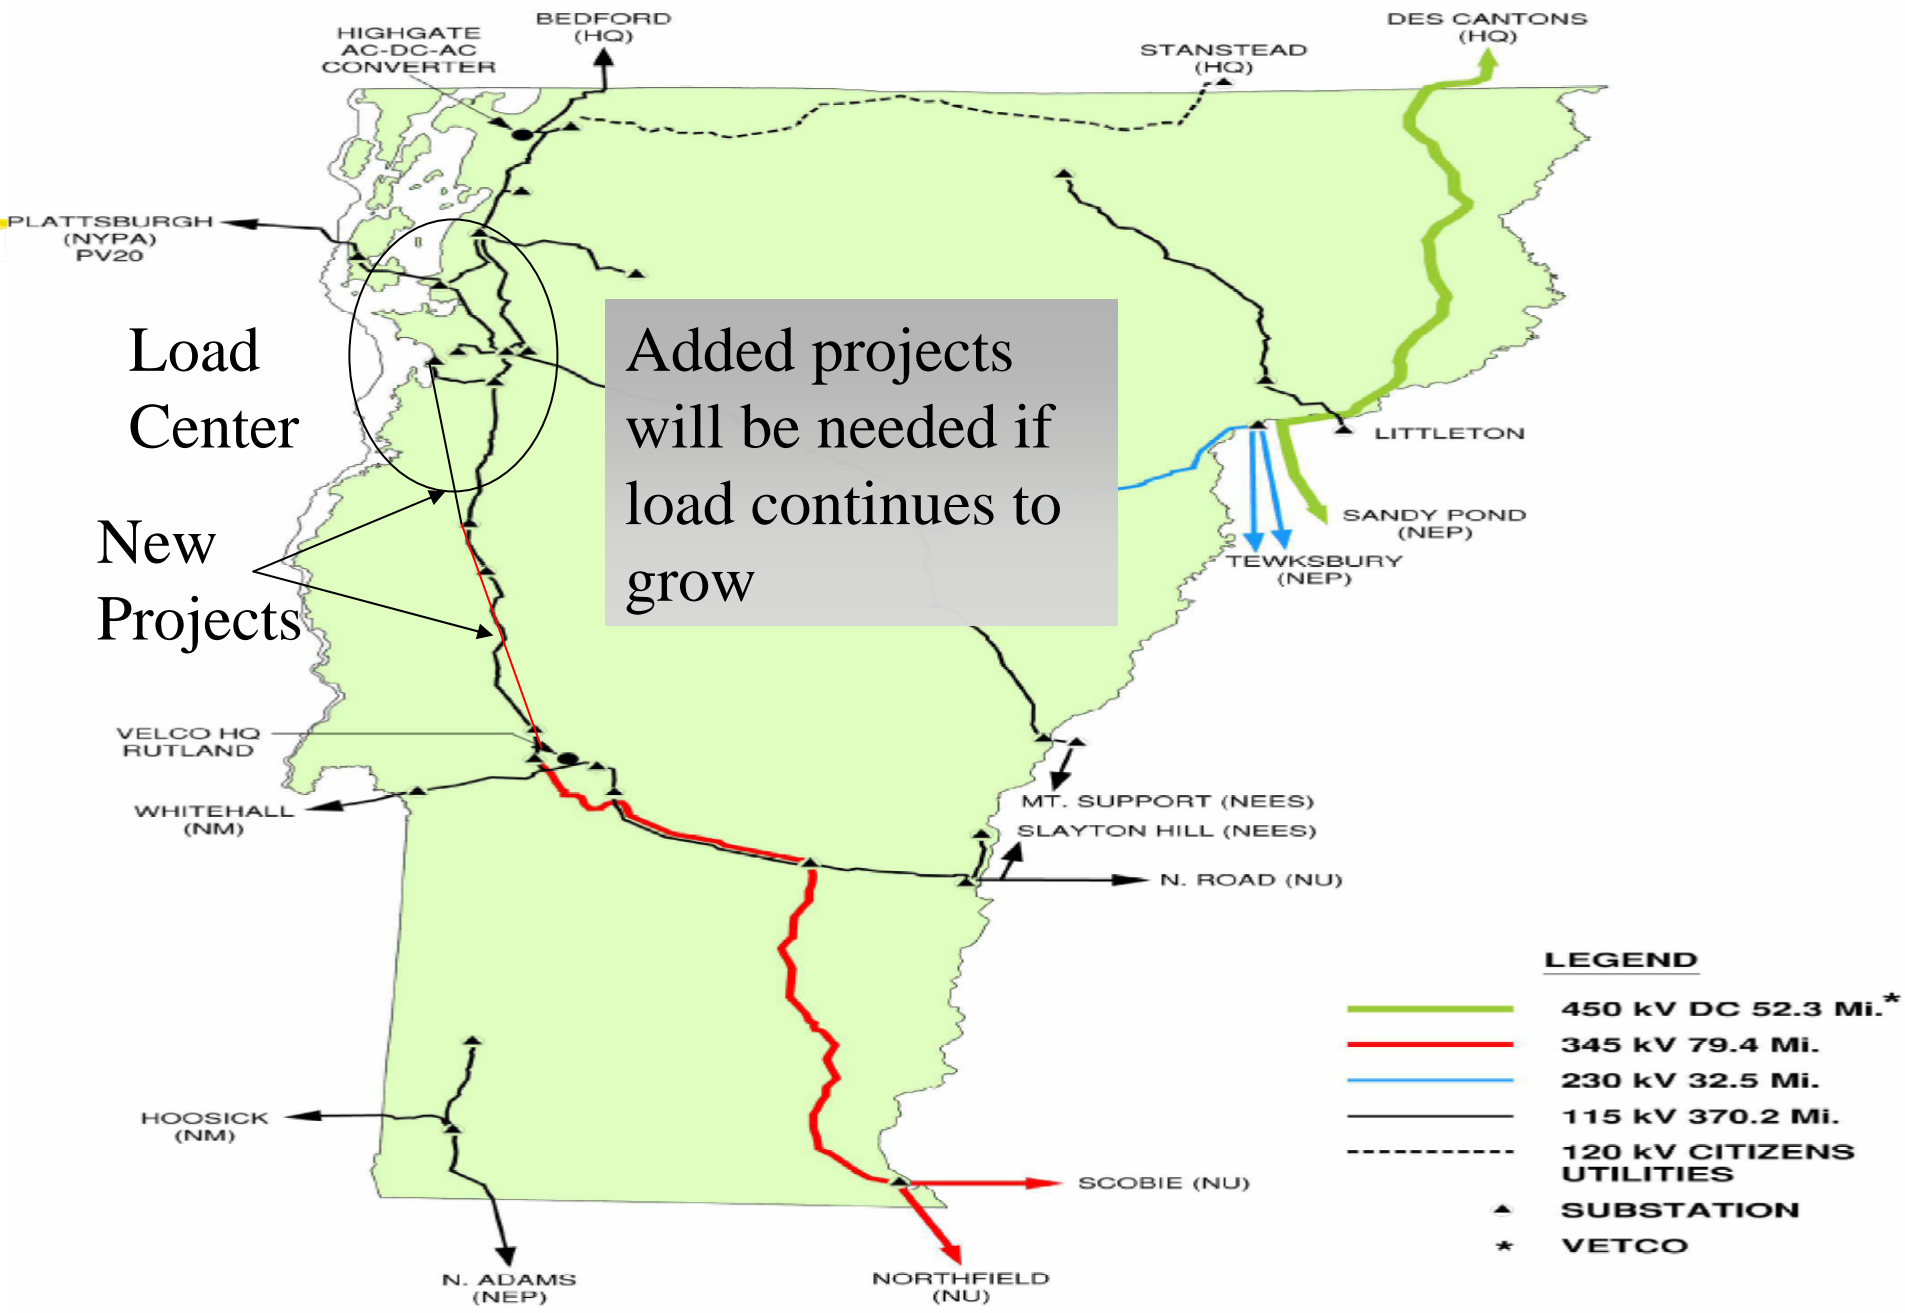 BEDFORD
(HQ)
HIGHGATE
AC-DC-AC
CONVERTER
STANSTEAD
(HQ)
DES CANTONS
(HQ)
PLATTSBURGH
(NYPA)
PV20
Load
Center
Added projects
will be needed if
load continues to
grow
LITTLETON
SANDY POND
(NEP)
TEWKSBURY
(NEP)
New
Projects
VELCO HQ
RUTLAND
WHITEHALL
(NM)
MT. SUPPORT (NEES)
SLAYTON HILL (NEES)
N. ROAD (NU)
HOOSICK
(NM)
SCOBIE (NU)
N. ADAMS
(NEP)
NORTHFIELD
(NU)
LEGEND
450 kV DC 52.3 Mi.*
345 kV 79.4 Mi.
230 kV 32.5 Mi.
115 kV 370.2 Mi.
120 kV CITIZENS
UTILITIES
SUBSTATION
* VETCO